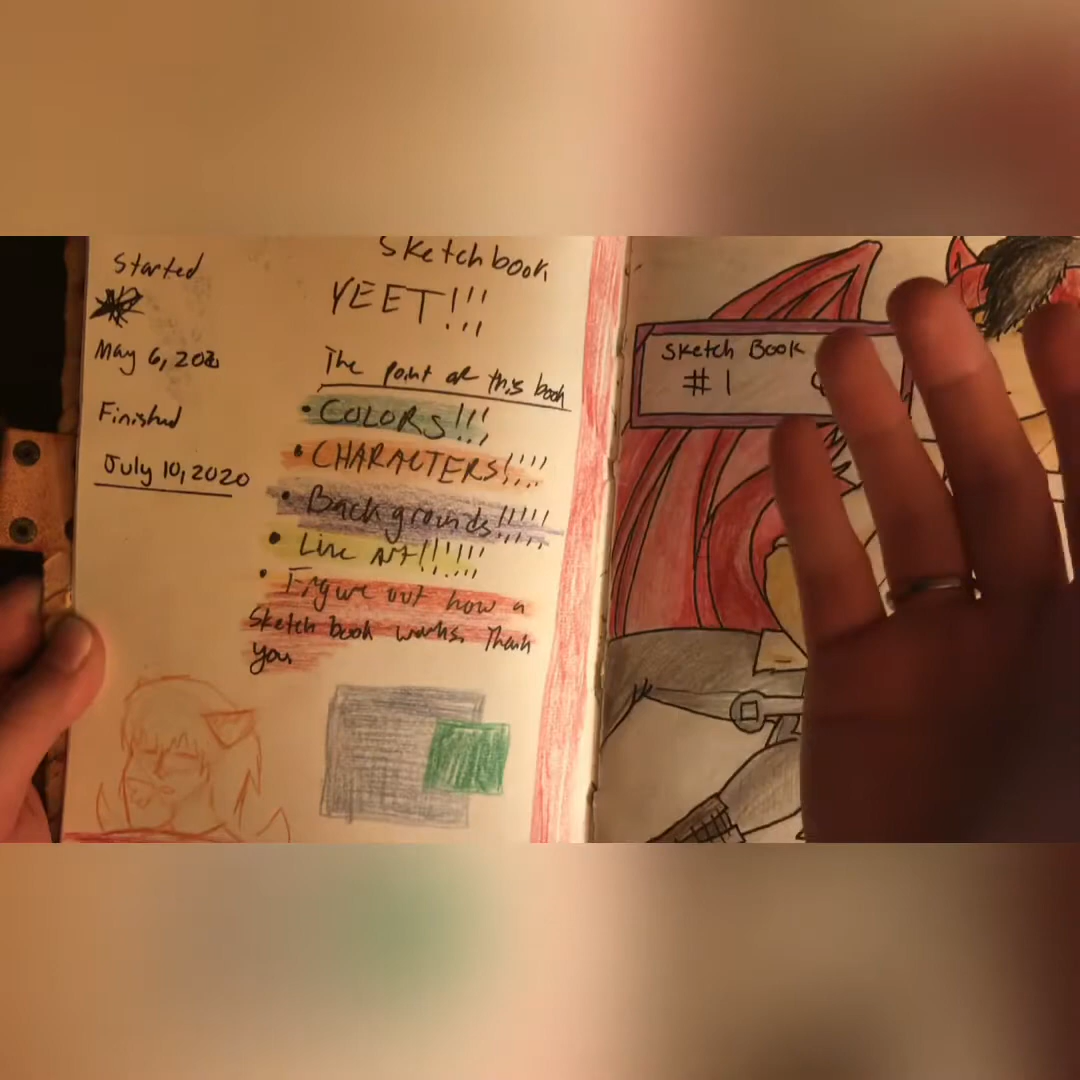 Started
May 6, 2020
Finished
July 10, 2020
Sketchbook
YEET!!!
The point of this book
• COLORS!!!
• CHARACTERS!!!!
• Backgrounds!!!!!
• Line Art!!!!!!
• Figure out how a
Sketch book works. Thank
you
Sketch Book
#1